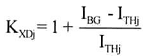 K_XDj = 1 + (I_BG - I_THj) / I_THj